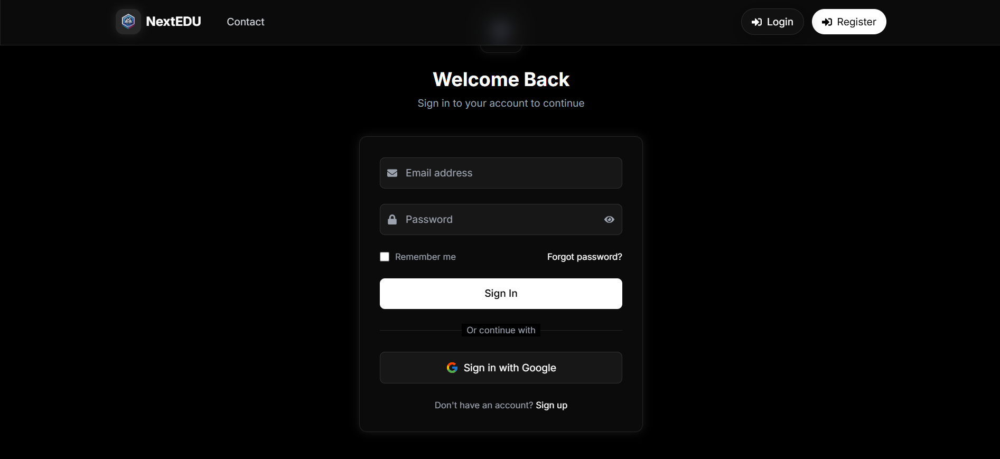 NextEDU
Contact
Login
Register
Welcome Back
Sign in to your account to continue
Email address
Password
Remember me
Forgot password?
Sign In
Or continue with
Sign in with Google
Don't have an account? Sign up